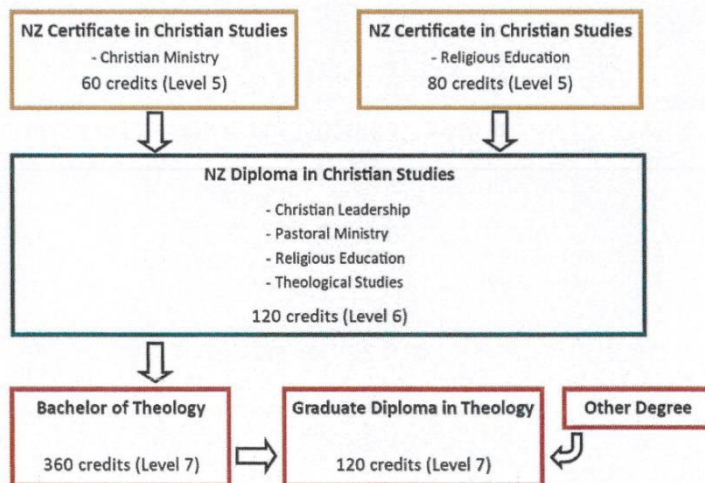 NZ Certificate in Christian Studies
- Christian Ministry
60 credits (Level 5)
NZ Certificate in Christian Studies
- Religious Education
80 credits (Level 5)
NZ Diploma in Christian Studies
- Christian Leadership
- Pastoral Ministry
- Religious Education
- Theological Studies
120 credits (Level 6)
Bachelor of Theology
360 credits (Level 7)
Graduate Diploma in Theology
120 credits (Level 7)
Other Degree